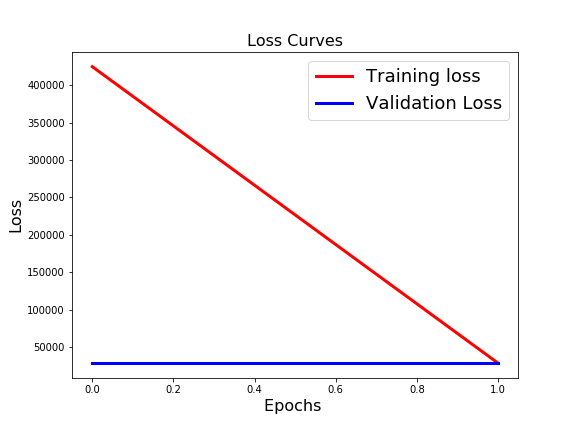 Loss Curves
Training loss
Validation Loss
400000
350000
300000
250000
200000
150000
100000
50000
Loss
0.0 0.2 0.4 0.6 0.8 1.0
Epochs